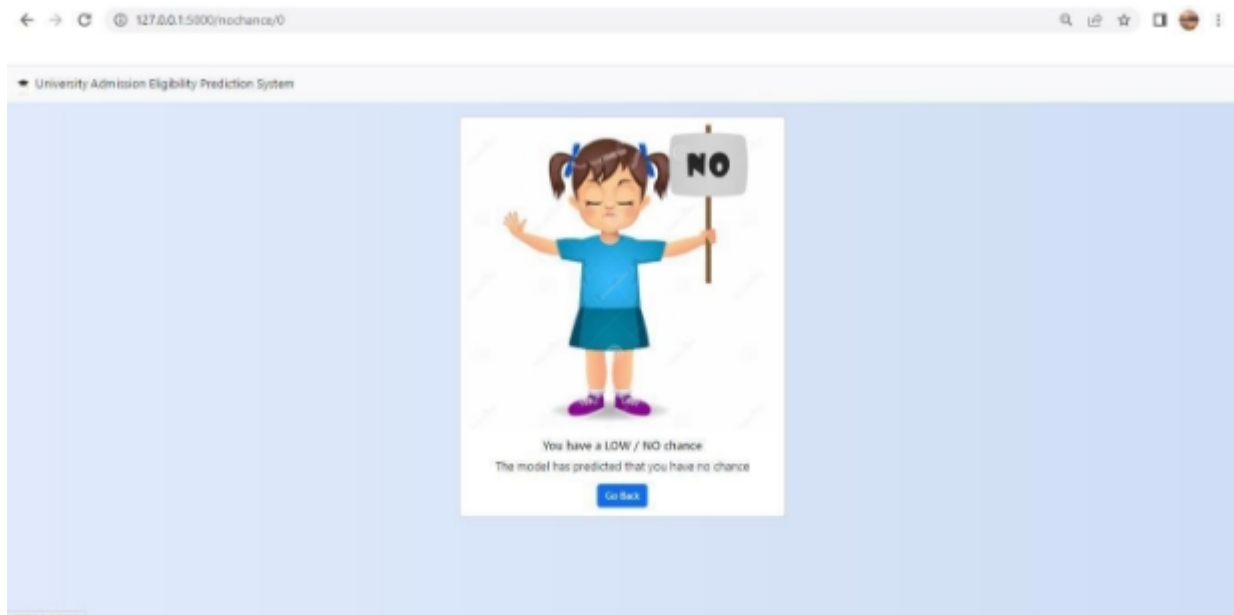 127.0.0.1:5000/nochance/0
University Admission Eligibility Prediction System
NO
You have a LOW / NO chance
The model has predicted that you have no chance
Go Back